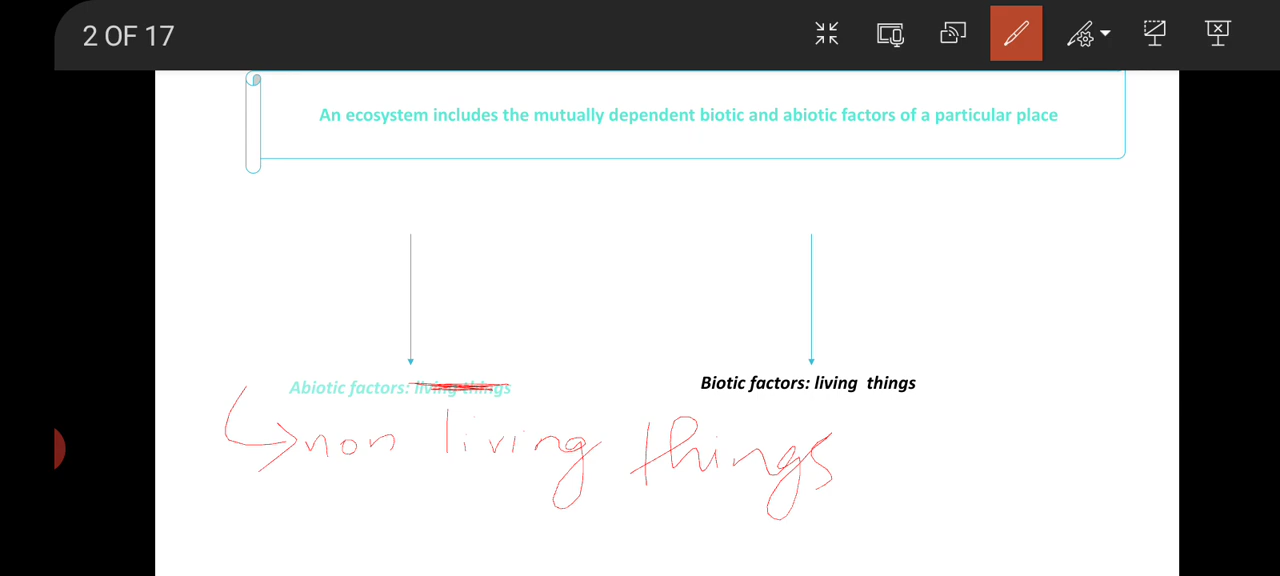 2 OF 17
An ecosystem includes the mutually dependent biotic and abiotic factors of a particular place
Abiotic factors: living things
Biotic factors: living things
non living things